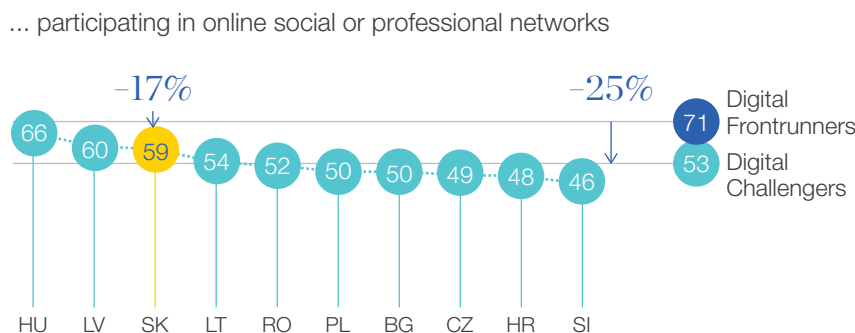 ... participating in online social or professional networks
–17%
–25%
66
60
59
54
52
50
50
49
48
46
71
Digital
Frontrunners
53
Digital
Challengers
HU LV SK LT RO PL BG CZ HR SI